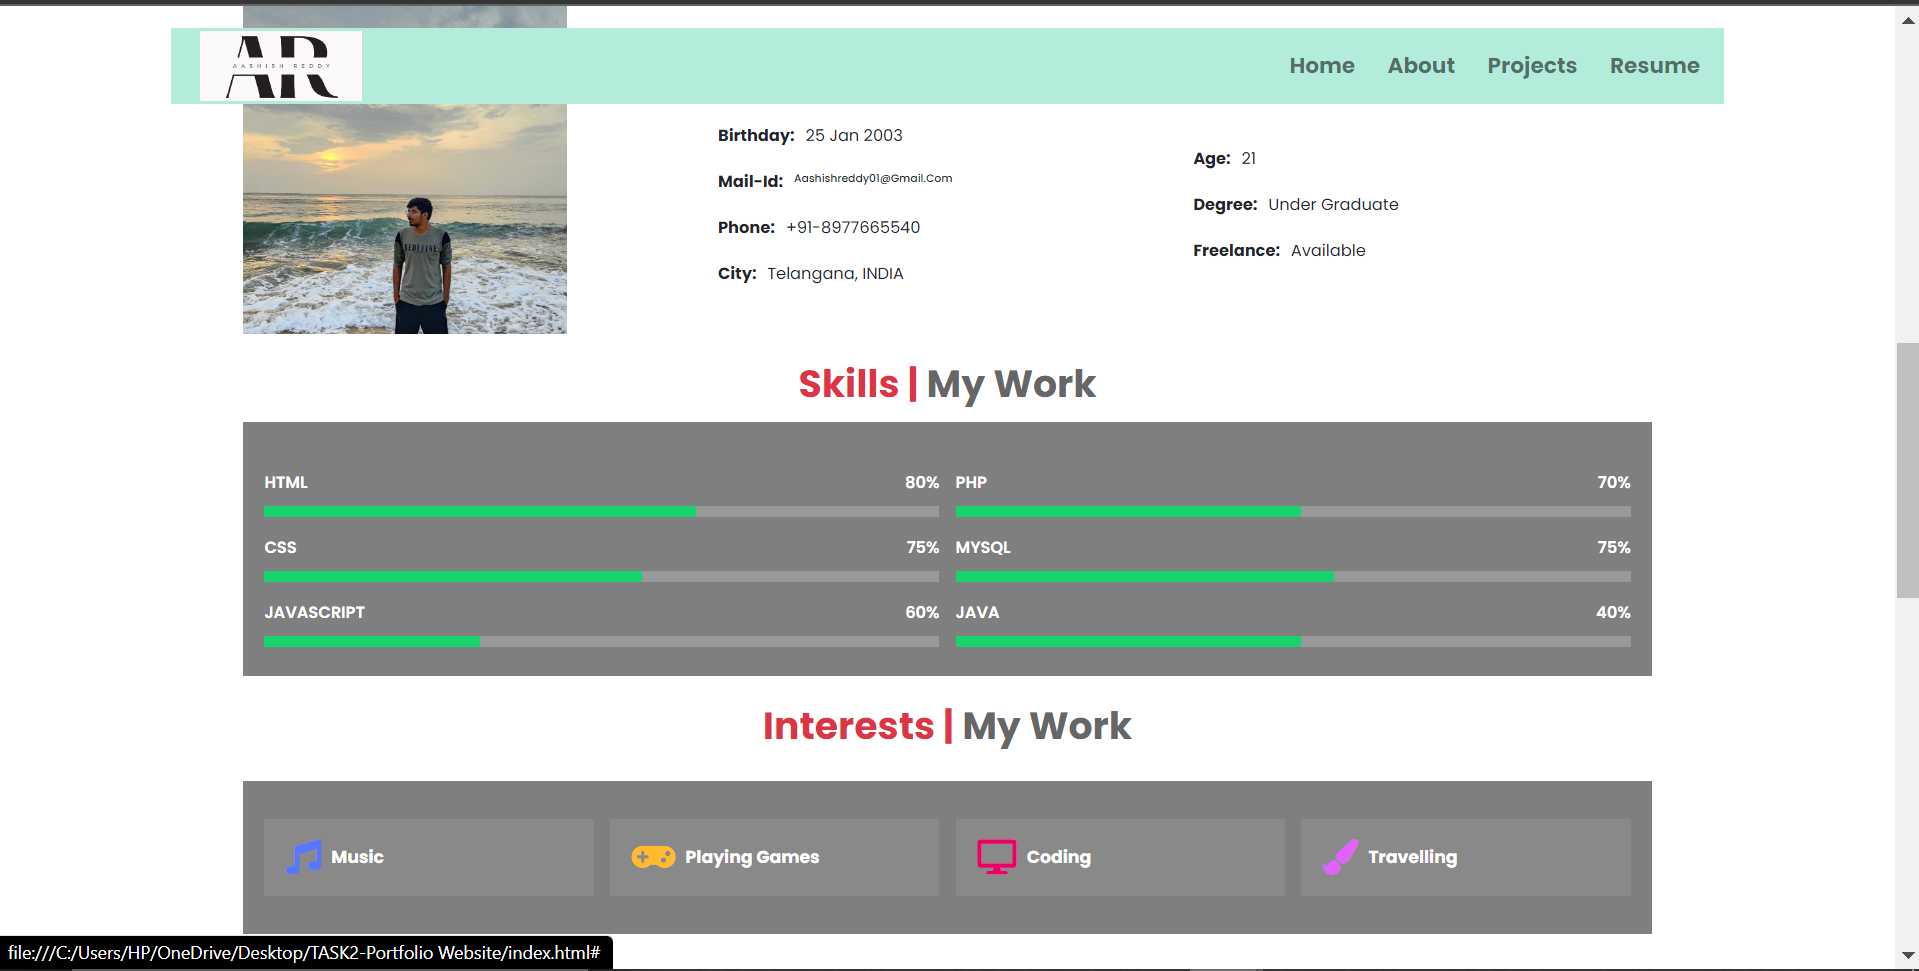 AR
AASHISH REDDY
Home About Projects Resume
Birthday: 25 Jan 2003
Mail-Id: Aashishreddy01@Gmail.Com
Phone: +91-8977665540
City: Telangana, INDIA
Age: 21
Degree: Under Graduate
Freelance: Available
REDEFINE
Skills | My Work
HTML 80%
PHP 70%
CSS 75%
MYSQL 75%
JAVASCRIPT 60%
JAVA 40%
Interests | My Work
Music
Playing Games
Coding
Travelling
file:///C:/Users/HP/OneDrive/Desktop/TASK2-Portfolio Website/index.html#